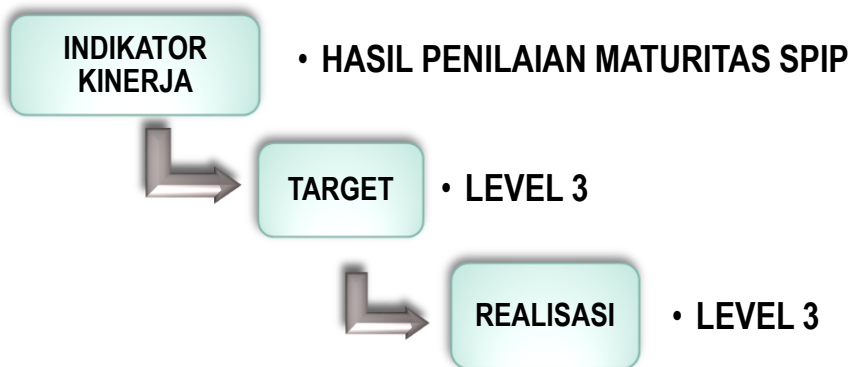 INDIKATOR
KINERJA
• HASIL PENILAIAN MATURITAS SPIP
TARGET
• LEVEL 3
REALISASI
• LEVEL 3